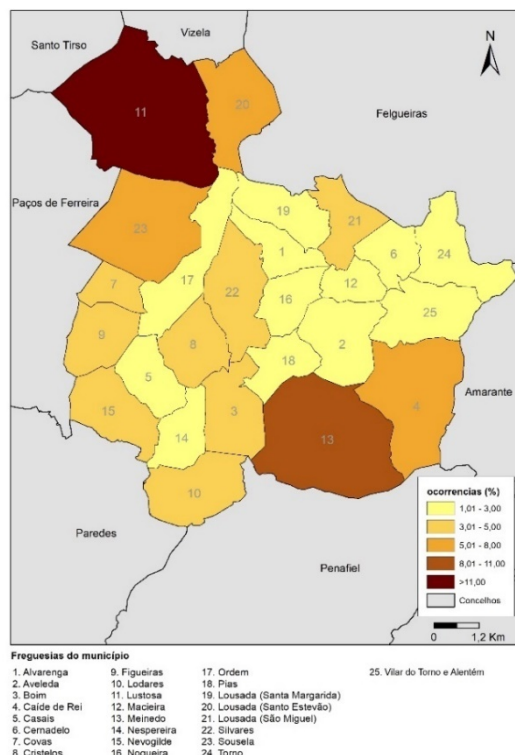 Vizela
Santo Tirso
N
20
11
Felgueiras
Paços de Ferreira
19
21
23
1
6
24
7
17
22
12
16
25
9
8
2
18
5
Amarante
15
3
4
14
13
10
ocorrencias (%)
1,01 - 3,00
3,01 - 5,00
5,01 - 8,00
8,01 - 11,00
>11,00
Concelhos
Paredes
Penafiel
0 1,2 Km
Freguesias do município
1. Alvarenga 9. Figueiras 17. Ordem 25. Vilar do Torno e Alentém
2. Aveleda 10. Lodares 18. Pias
3. Boim 11. Lustosa 19. Lousada (Santa Margarida)
4. Caíde de Rei 12. Macieira 20. Lousada (Santo Estevão)
5. Casais 13. Meinedo 21. Lousada (São Miguel)
6. Cernadelo 14. Nespereira 22. Silvares
7. Covas 15. Nevogilde 23. Sousela
8. Cristelos 16. Nogueira 24. Torno